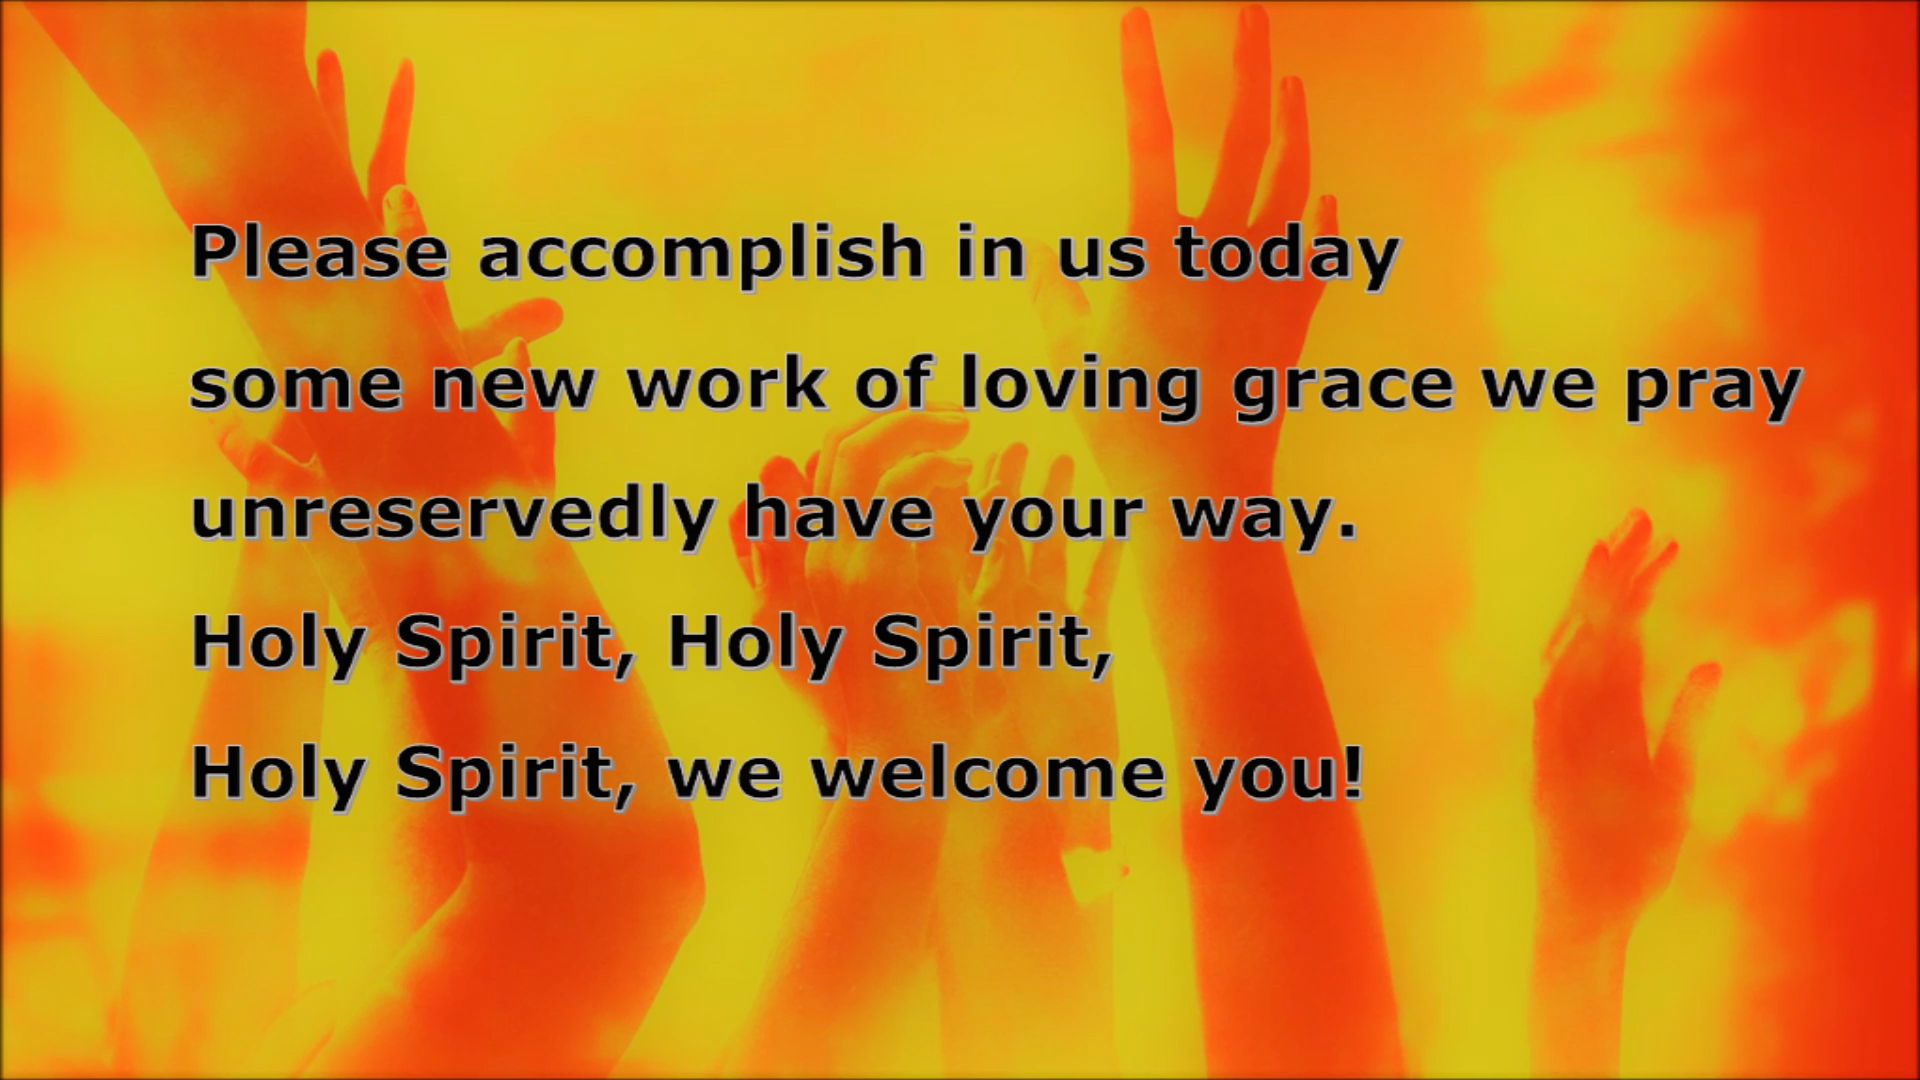 Please accomplish in us today
some new work of loving grace we pray
unreservedly have your way.
Holy Spirit, Holy Spirit,
Holy Spirit, we welcome you!